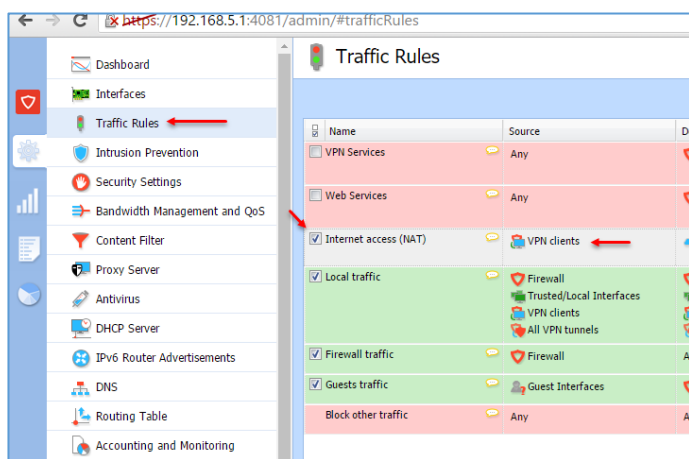 https://192.168.5.1:4081/admin/#trafficRules
Dashboard
Interfaces
Traffic Rules
Intrusion Prevention
Security Settings
Bandwidth Management and QoS
Content Filter
Proxy Server
Antivirus
DHCP Server
IPv6 Router Advertisements
DNS
Routing Table
Accounting and Monitoring
Traffic Rules
Name Source
VPN Services Any
Web Services Any
Internet access (NAT) VPN clients
Local traffic Firewall
Trusted/Local Interfaces
VPN clients
All VPN tunnels
Firewall traffic Firewall
Guests traffic Guest Interfaces
Block other traffic Any